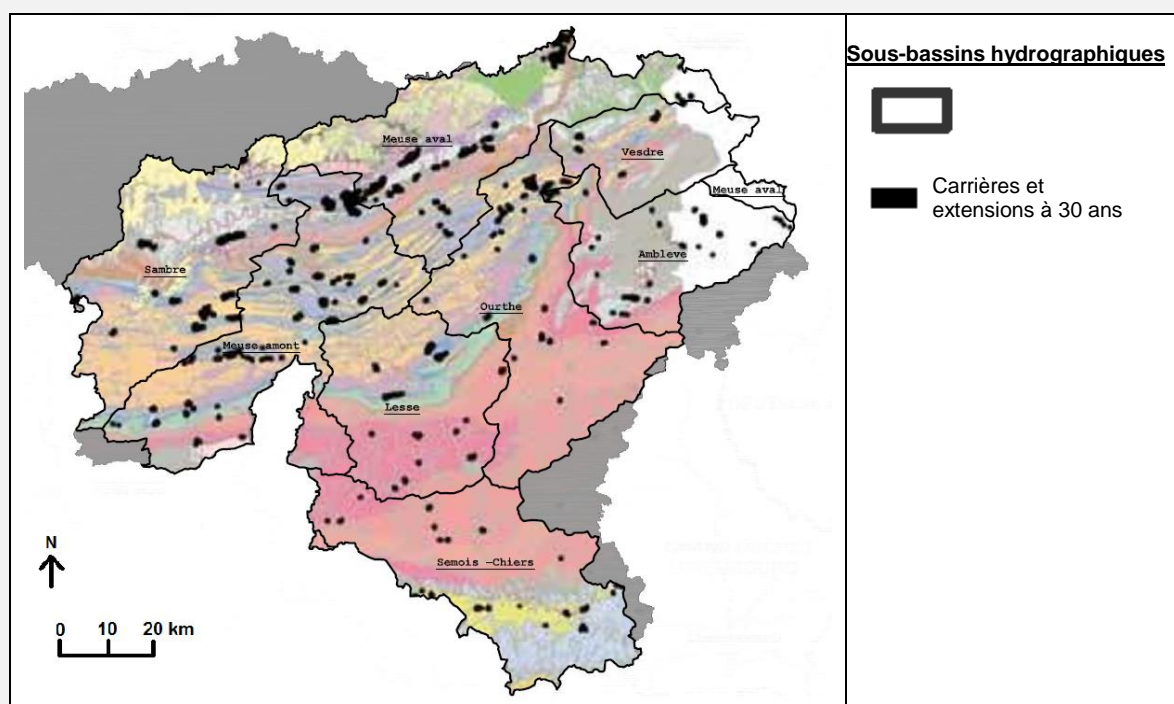 Sous-bassins hydrographiques
Carrières et
extensions à 30 ans
Meuse aval
Vesdre
Meuse aval
Ambleve
Sambre
Ourthe
Meuse amont
Lesse
Semois -Chiers
N
0 10 20 km